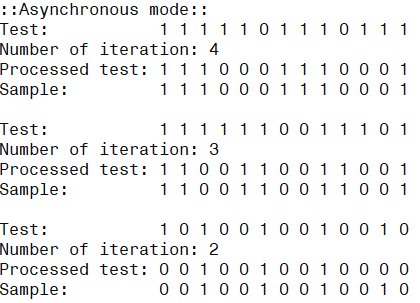 ::Asynchronous mode::
Test: 1 1 1 1 1 0 1 1 1 0 1 1 1
Number of iteration: 4
Processed test: 1 1 1 0 0 0 1 1 1 0 0 0 1
Sample: 1 1 1 0 0 0 1 1 1 0 0 0 1
Test: 1 1 1 1 1 1 0 0 1 1 1 0 1
Number of iteration: 3
Processed test: 1 1 0 0 1 1 0 0 1 1 0 0 1
Sample: 1 1 0 0 1 1 0 0 1 1 0 0 1
Test: 1 0 1 0 0 1 0 0 1 0 0 1 0
Number of iteration: 2
Processed test: 0 0 1 0 0 1 0 0 1 0 0 0 0
Sample: 0 0 1 0 0 1 0 0 1 0 0 1 0